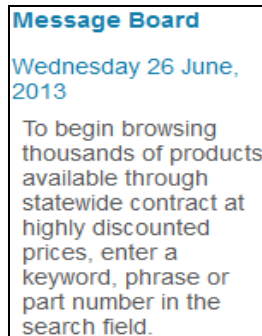 Message Board
Wednesday 26 June,
2013
To begin browsing
thousands of products
available through
statewide contract at
highly discounted
prices, enter a
keyword, phrase or
part number in the
search field.